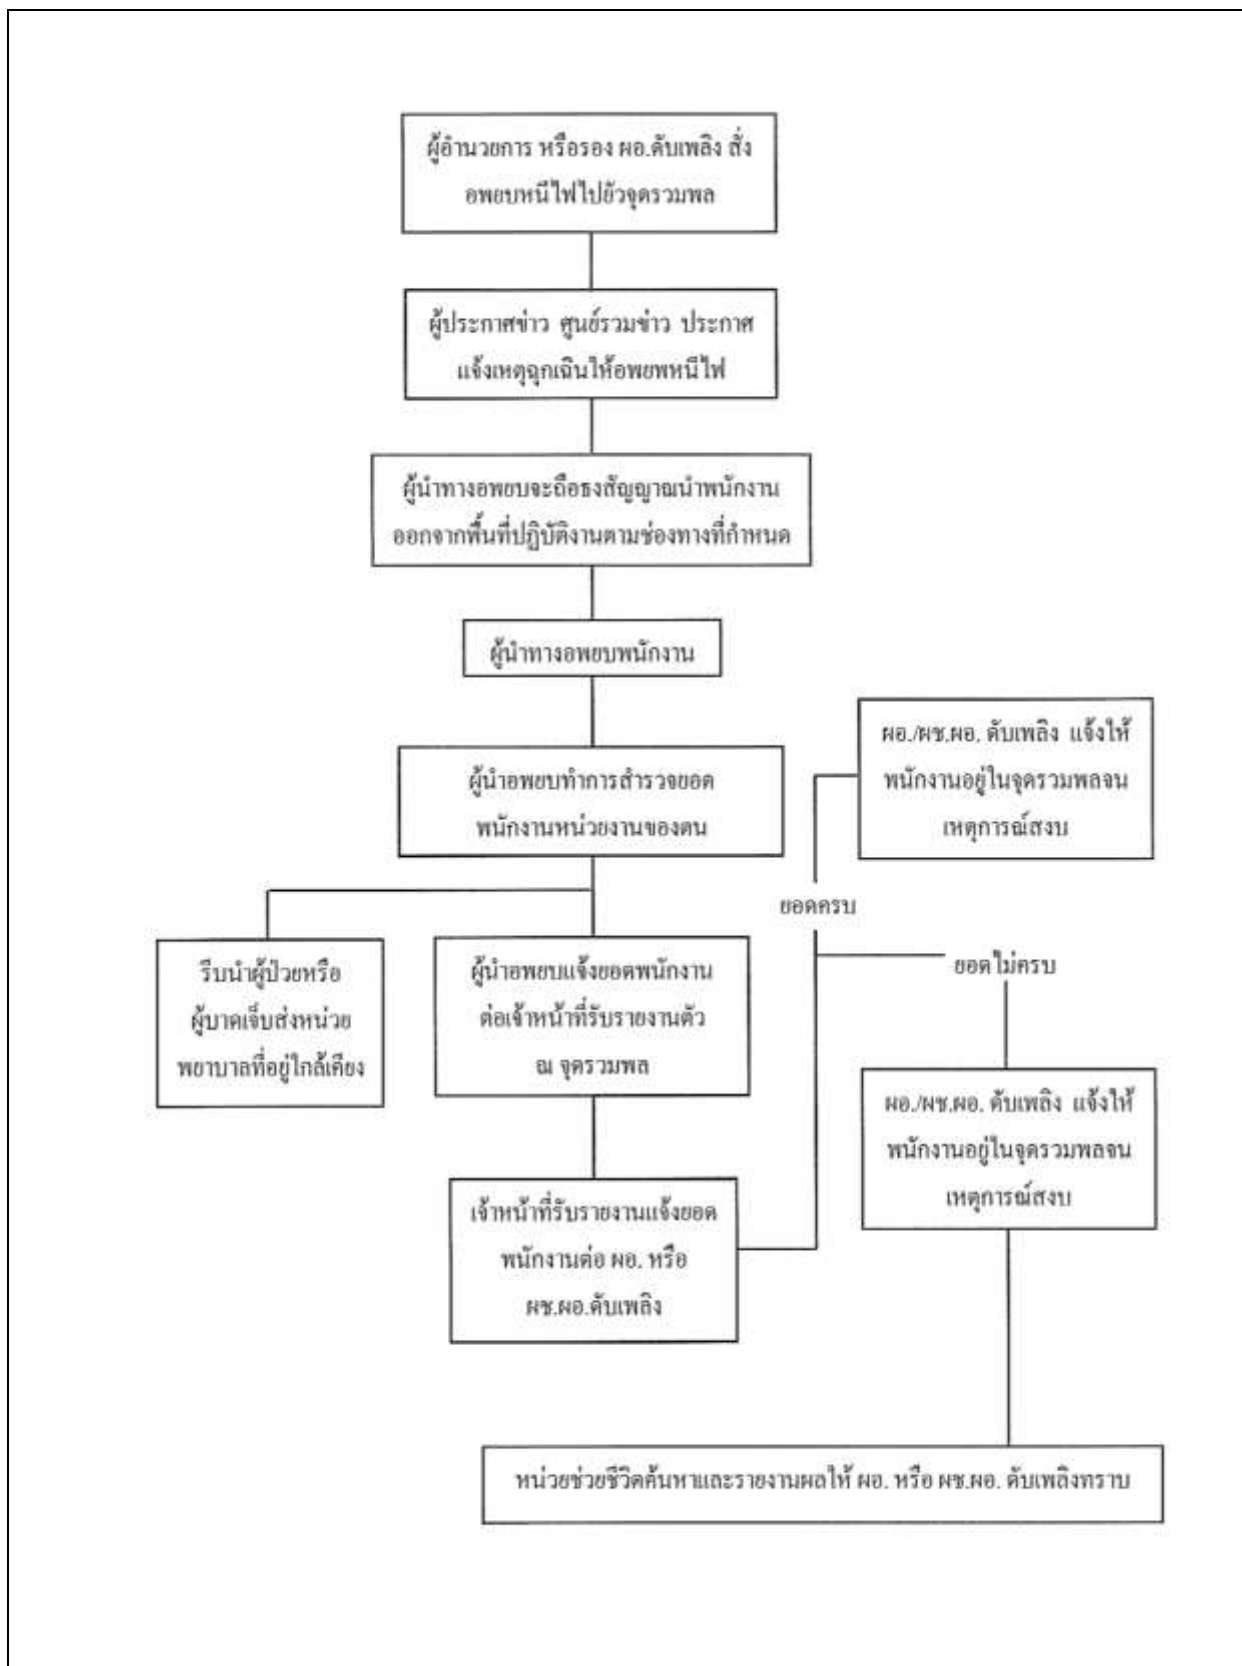 ผู้อำนวยการ หรือรอง ผอ.ดับเพลิง สั่ง
อพยบหนีไฟไปยัวจุดรวมพล
ผู้ประกาศข่าว ศูนย์รวมข่าว ประกาศ
แจ้งเหตุฉุกเฉินให้อพยพหนีไฟ
ผู้นำทางอพยบจะถือธงสัญญาณนำพนักงาน
ออกจากพื้นที่ปฏิบัติงานตามช่องทางที่กำหนด
ผู้นำทางอพยบพนักงาน
ผู้นำอพยบทำการสำรวจยอด
พนักงานหน่วยงานของตน
รีบนำผู้ป่วยหรือ
ผู้บาดเจ็บส่งหน่วย
พยาบาลที่อยู่ใกล้เคียง
ผู้นำอพยบแจ้งยอดพนักงาน
ต่อเจ้าหน้าที่รับรายงานตัว
ณ จุดรวมพล
เจ้าหน้าที่รับรายงานแจ้งยอด
พนักงานต่อ ผอ. หรือ
ผช.ผอ.ดับเพลิง
ยอดครบ
ผอ./ผช.ผอ. ดับเพลิง แจ้งให้
พนักงานอยู่ในจุดรวมพลจน
เหตุการณ์สงบ
ยอดไม่ครบ
ผอ./ผช.ผอ. ดับเพลิง แจ้งให้
พนักงานอยู่ในจุดรวมพลจน
เหตุการณ์สงบ
หน่วยช่วยชีวิตค้นหาและรายงานผลให้ ผอ. หรือ ผช.ผอ. ดับเพลิงทราบ